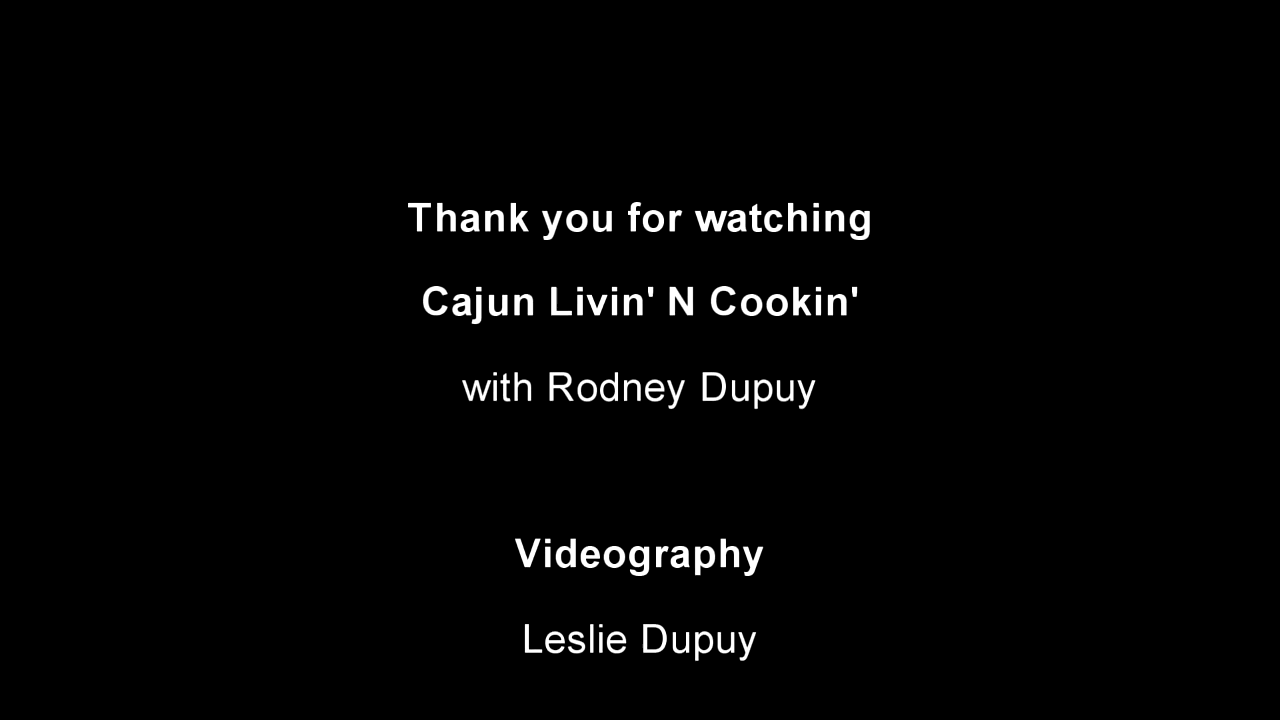 Thank you for watching
Cajun Livin' N Cookin'
with Rodney Dupuy
Videography
Leslie Dupuy